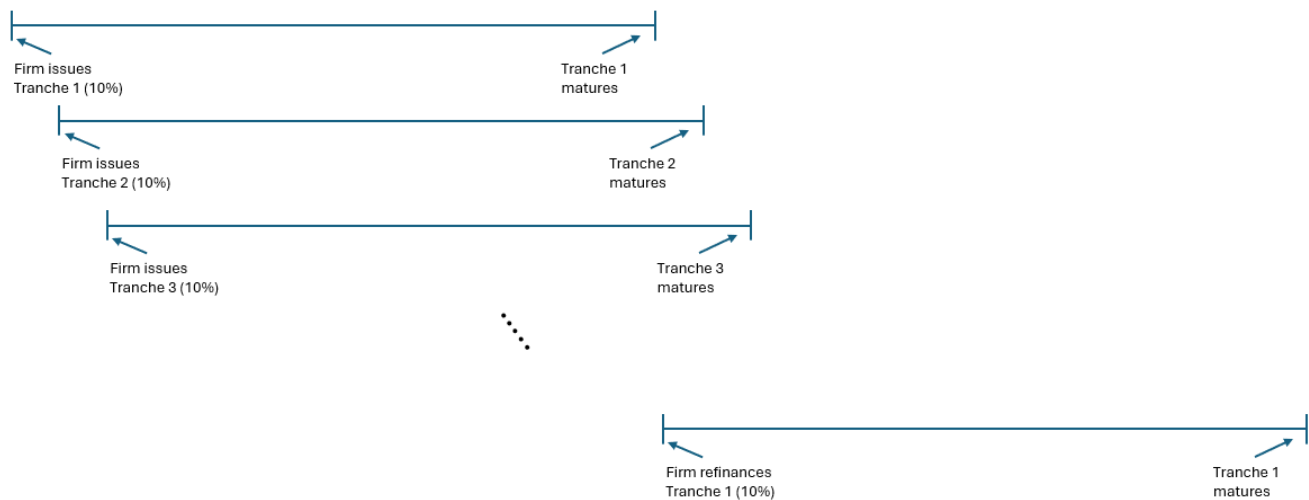 Firm issues
Tranche 1 (10%)
Tranche 1
matures
Firm issues
Tranche 2 (10%)
Tranche 2
matures
Firm issues
Tranche 3 (10%)
Tranche 3
matures
Firm refinances
Tranche 1 (10%)
Tranche 1
matures